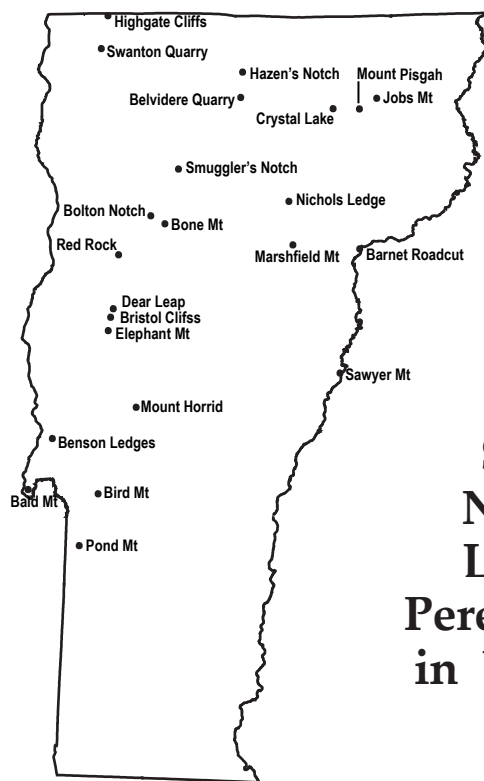 Highgate Cliffs
Swanton Quarry
Hazen's Notch
Mount Pisgah
Belvidere Quarry
Jobs Mt
Crystal Lake
Smuggler's Notch
Nichols Ledge
Bolton Notch
Bone Mt
Red Rock
Marshfield Mt
Barnet Roadcut
Dear Leap
Bristol Clifss
Elephant Mt
Sawyer Mt
Mount Horrid
Benson Ledges
Bald Mt
Bird Mt
Pond Mt
N
L
Pere
in